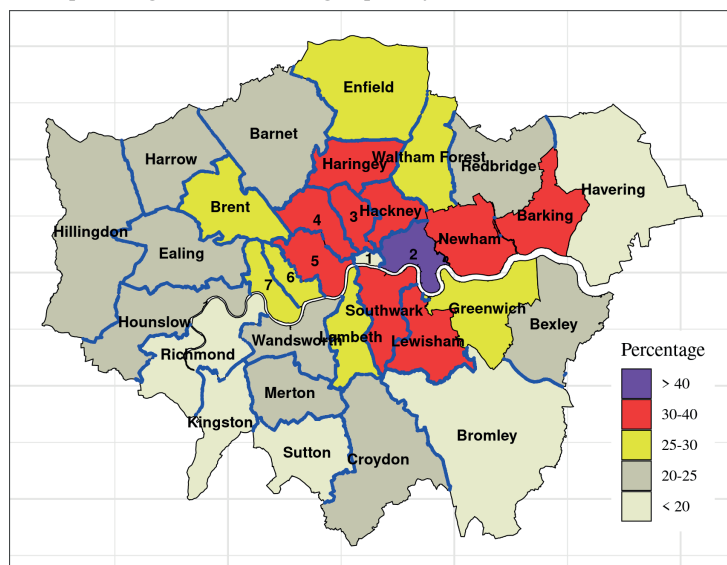 Enfield
Barnet
Harrow
Haringey
Waltham Forest
Redbridge
Havering
Brent
4
3
Hackney
Barking
Hillingdon
Ealing
5
1
2
Newham
6
7
Hounslow
Southwark
Greenwich
Bexley
Richmond
Wandsworth
Lambeth
Lewisham
Merton
Kingston
Sutton
Croydon
Bromley
Percentage
> 40
30-40
25-30
20-25
< 20